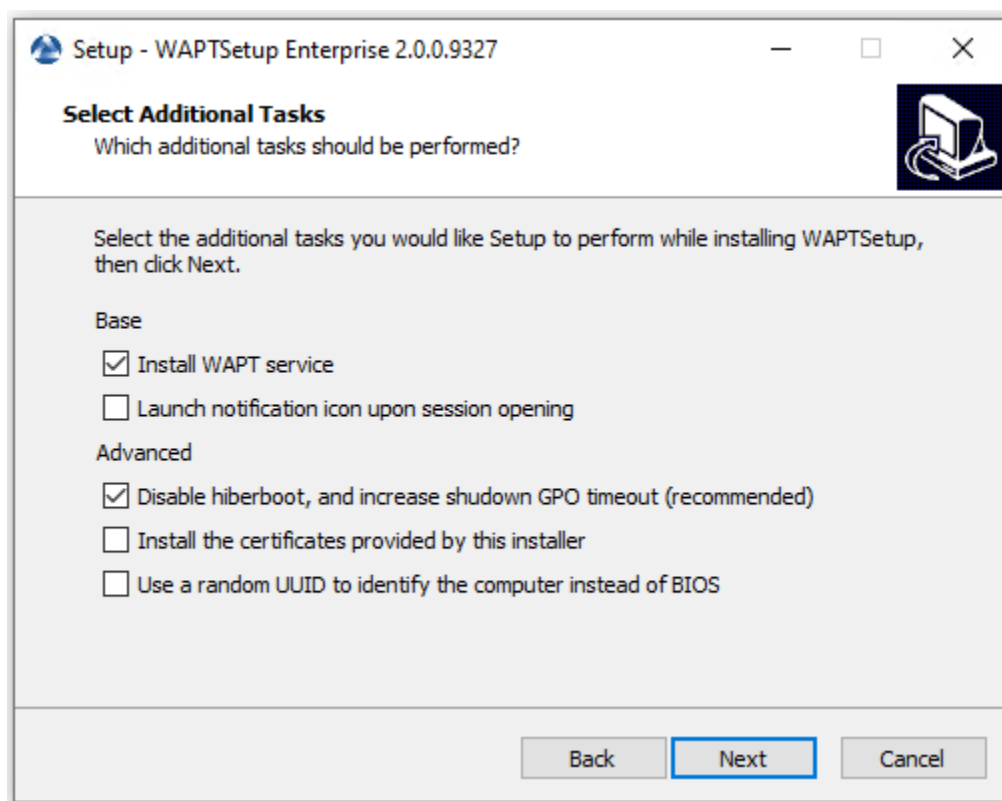 Setup - WAPTSetup Enterprise 2.0.0.9327
Select Additional Tasks
Which additional tasks should be performed?
Select the additional tasks you would like Setup to perform while installing WAPTSetup,
then click Next.
Base
Install WAPT service
Launch notification icon upon session opening
Advanced
Disable hiberboot, and increase shudown GPO timeout (recommended)
Install the certificates provided by this installer
Use a random UUID to identify the computer instead of BIOS
Back Next Cancel